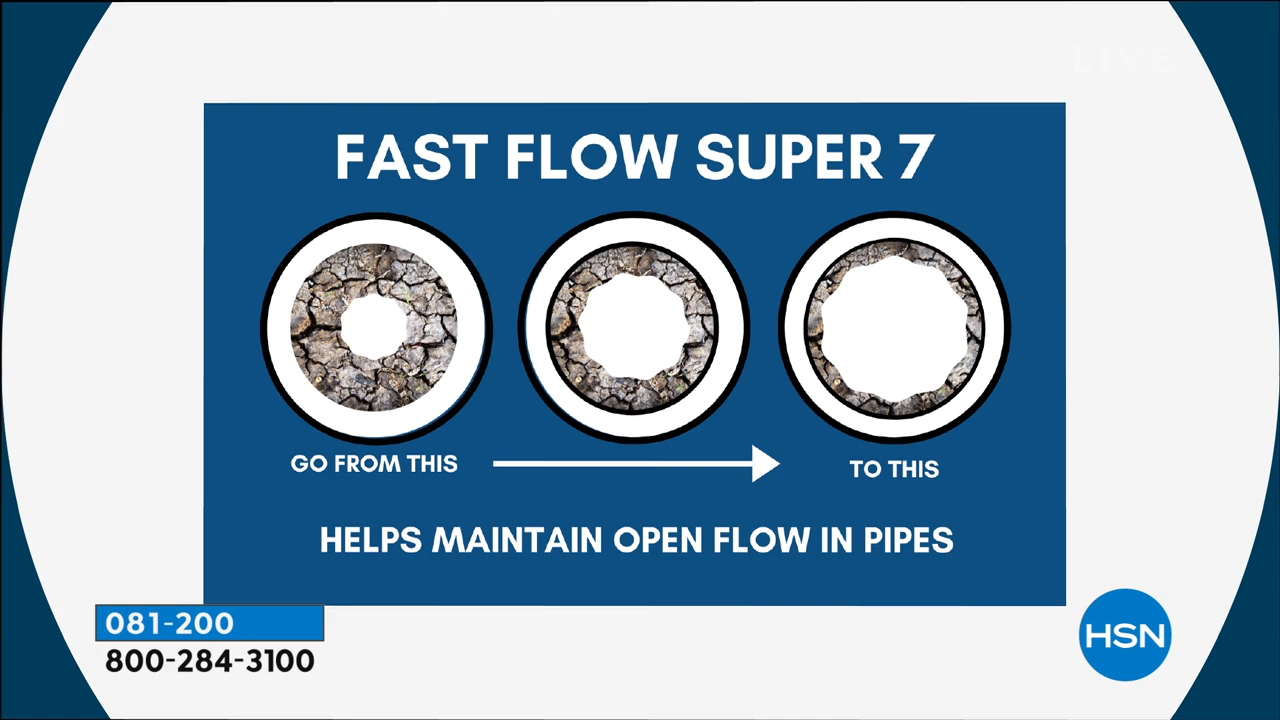 LIVE
FAST FLOW SUPER 7
GO FROM THIS
TO THIS
HELPS MAINTAIN OPEN FLOW IN PIPES
081-200
800-284-3100
HSN